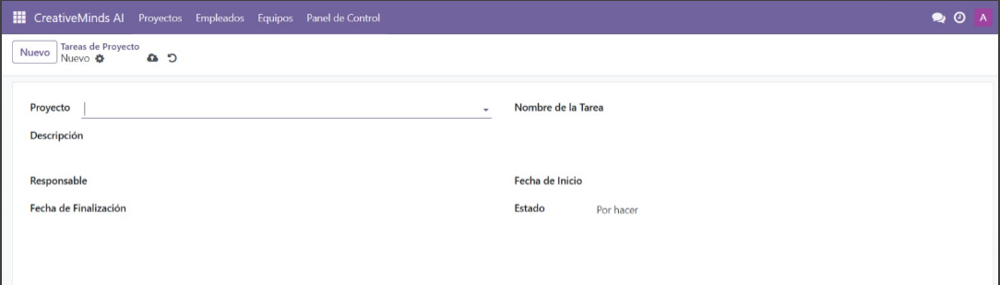 CreativeMinds AI Proyectos Empleados Equipos Panel de Control A
Nuevo Tareas de Proyecto
Nuevo
Proyecto Nombre de la Tarea
Descripción
Responsable Fecha de Inicio
Fecha de Finalización Estado Por hacer